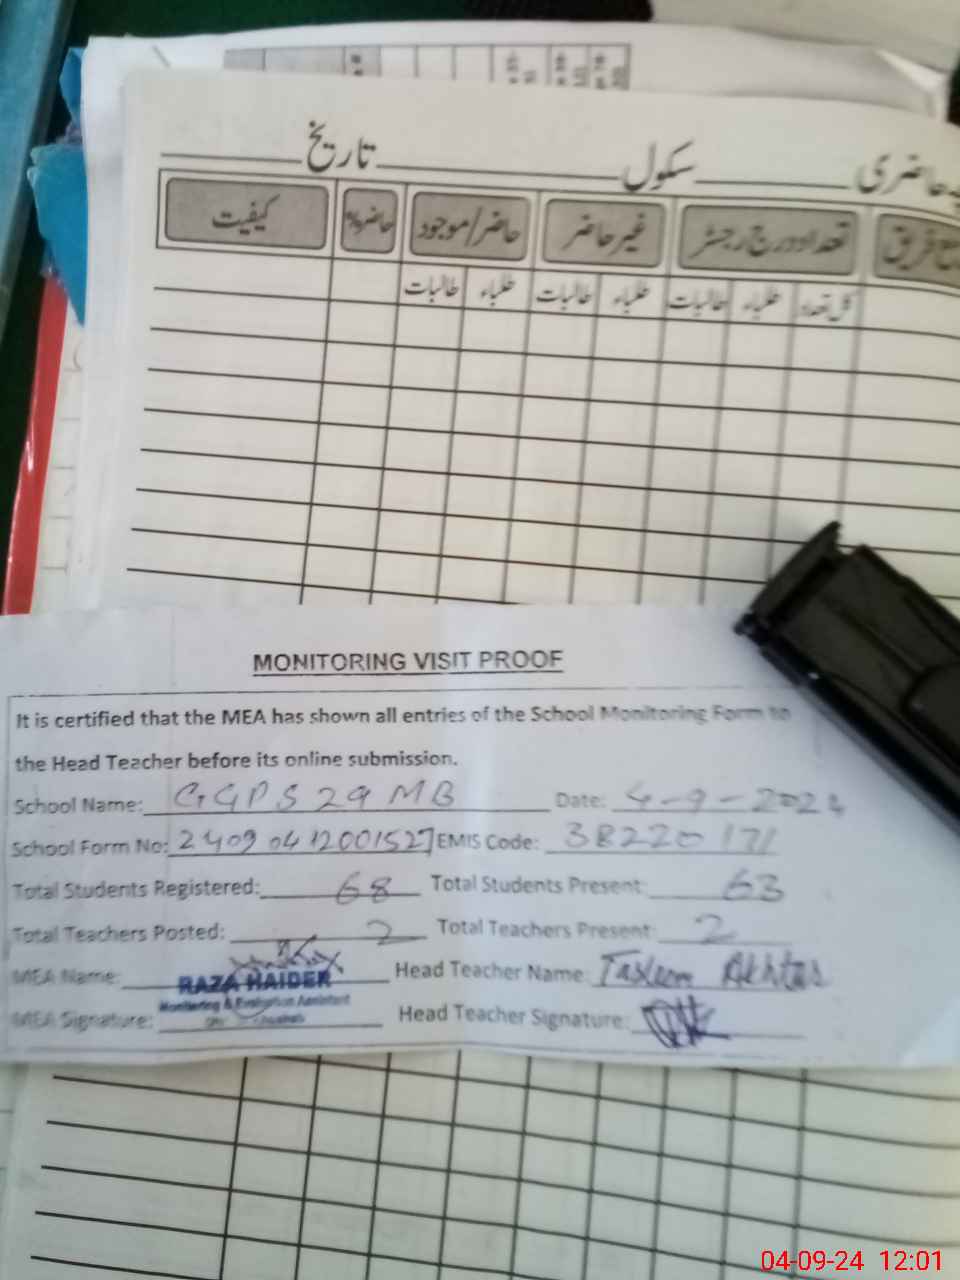 تاریخ سکول حاضری
کیفیت حاضر% حاضر/موجود غیر حاضر تعداد درج رجسٹر
طالبات طلباء طالبات طلباء طالبات طلباء کل تعداد
MONITORING VISIT PROOF
It is certified that the MEA has shown all entries of the School Monitoring Form to
the Head Teacher before its online submission.
School Name: GGPS 29 MB Date: 4-9-2024
School Form No: 24090412001527 EMIS Code: 38220171
Total Students Registered: 68 Total Students Present: 63
Total Teachers Posted: 2 Total Teachers Present: 2
MEA Name: RAZA HAIDER Head Teacher Name: Tasleem Akhtar
Monitoring & Evaluation Assistant
MEA Signature: Head Teacher Signature:
04-09-24 12:01